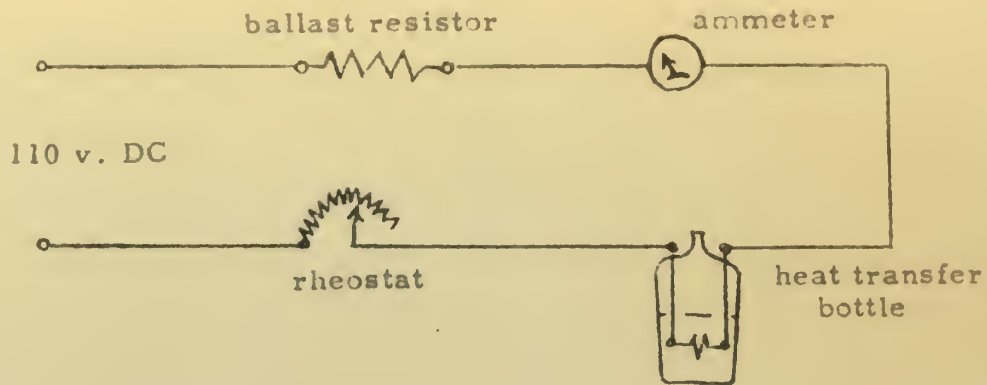 ballast resistor
ammeter
110 v. DC
rheostat
heat transfer
bottle